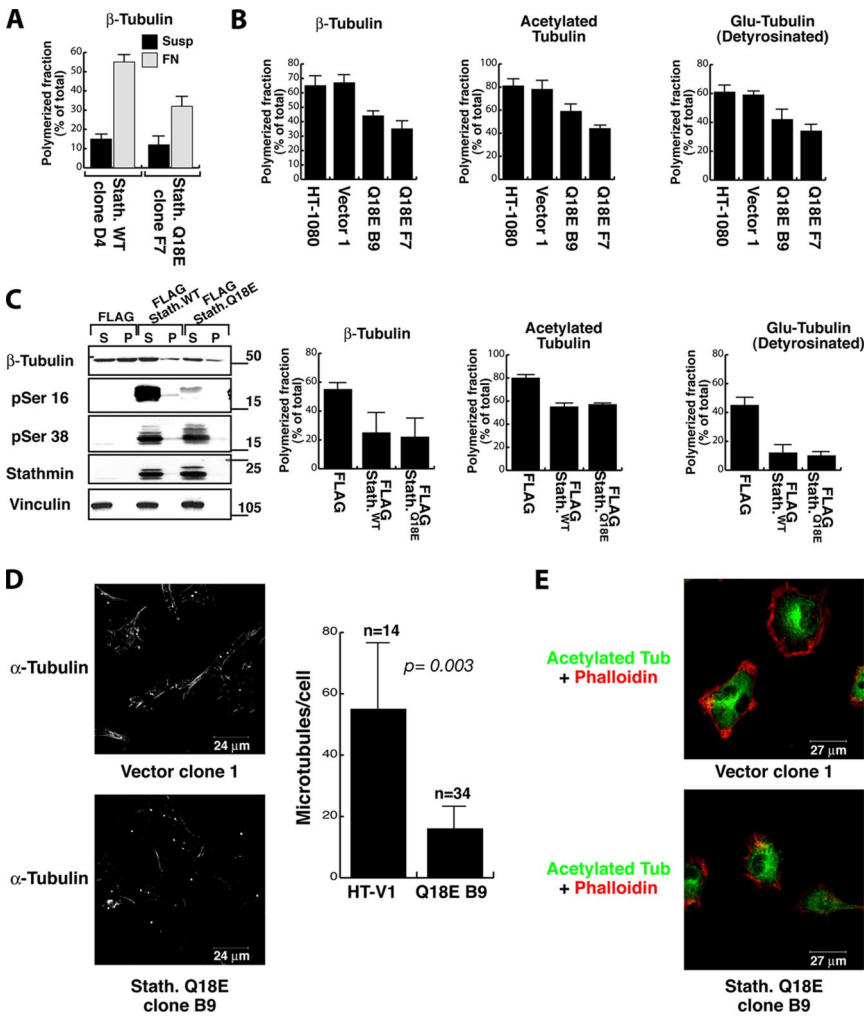 A
β-Tubulin
Susp
FN
Polymerized fraction
(% of total)
60
50
40
30
20
10
0
Stath. WT
clone D4
Stath. Q18E
clone F7
B
β-Tubulin
Polymerized fraction
(% of total)
80
70
60
50
40
30
20
10
0
HT-1080
Vector 1
Q18E B9
Q18E F7
Acetylated
Tubulin
Polymerized fraction
(% of total)
100
80
60
40
20
0
HT-1080
Vector 1
Q18E B9
Q18E F7
Glu-Tubulin
(Detyrosinated)
Polymerized fraction
(% of total)
80
70
60
50
40
30
20
10
0
HT-1080
Vector 1
Q18E B9
Q18E F7
C
FLAG
FLAG
Stath.WT
FLAG
Stath.Q18E
S P S P S P
β-Tubulin 50
pSer 16 15
pSer 38 15
Stathmin 25
Vinculin 105
β-Tubulin
Polymerized fraction
(% of total)
80
60
40
20
0
FLAG
FLAG
Stath. WT
FLAG
Stath. Q18E
Acetylated
Tubulin
Polymerized fraction
(% of total)
100
80
60
40
20
0
FLAG
FLAG
Stath. WT
FLAG
Stath. Q18E
Glu-Tubulin
(Detyrosinated)
Polymerized fraction
(% of total)
80
70
60
50
40
30
20
10
0
FLAG
FLAG
Stath. WT
FLAG
Stath. Q18E
D
α-Tubulin
24 μm
Vector clone 1
α-Tubulin
24 μm
Stath. Q18E
clone B9
Microtubules/cell
80
60
40
20
0
n=14
p= 0.003
n=34
HT-V1 Q18E B9
E
Acetylated Tub
+ Phalloidin
27 μm
Vector clone 1
Acetylated Tub
+ Phalloidin
27 μm
Stath. Q18E
clone B9